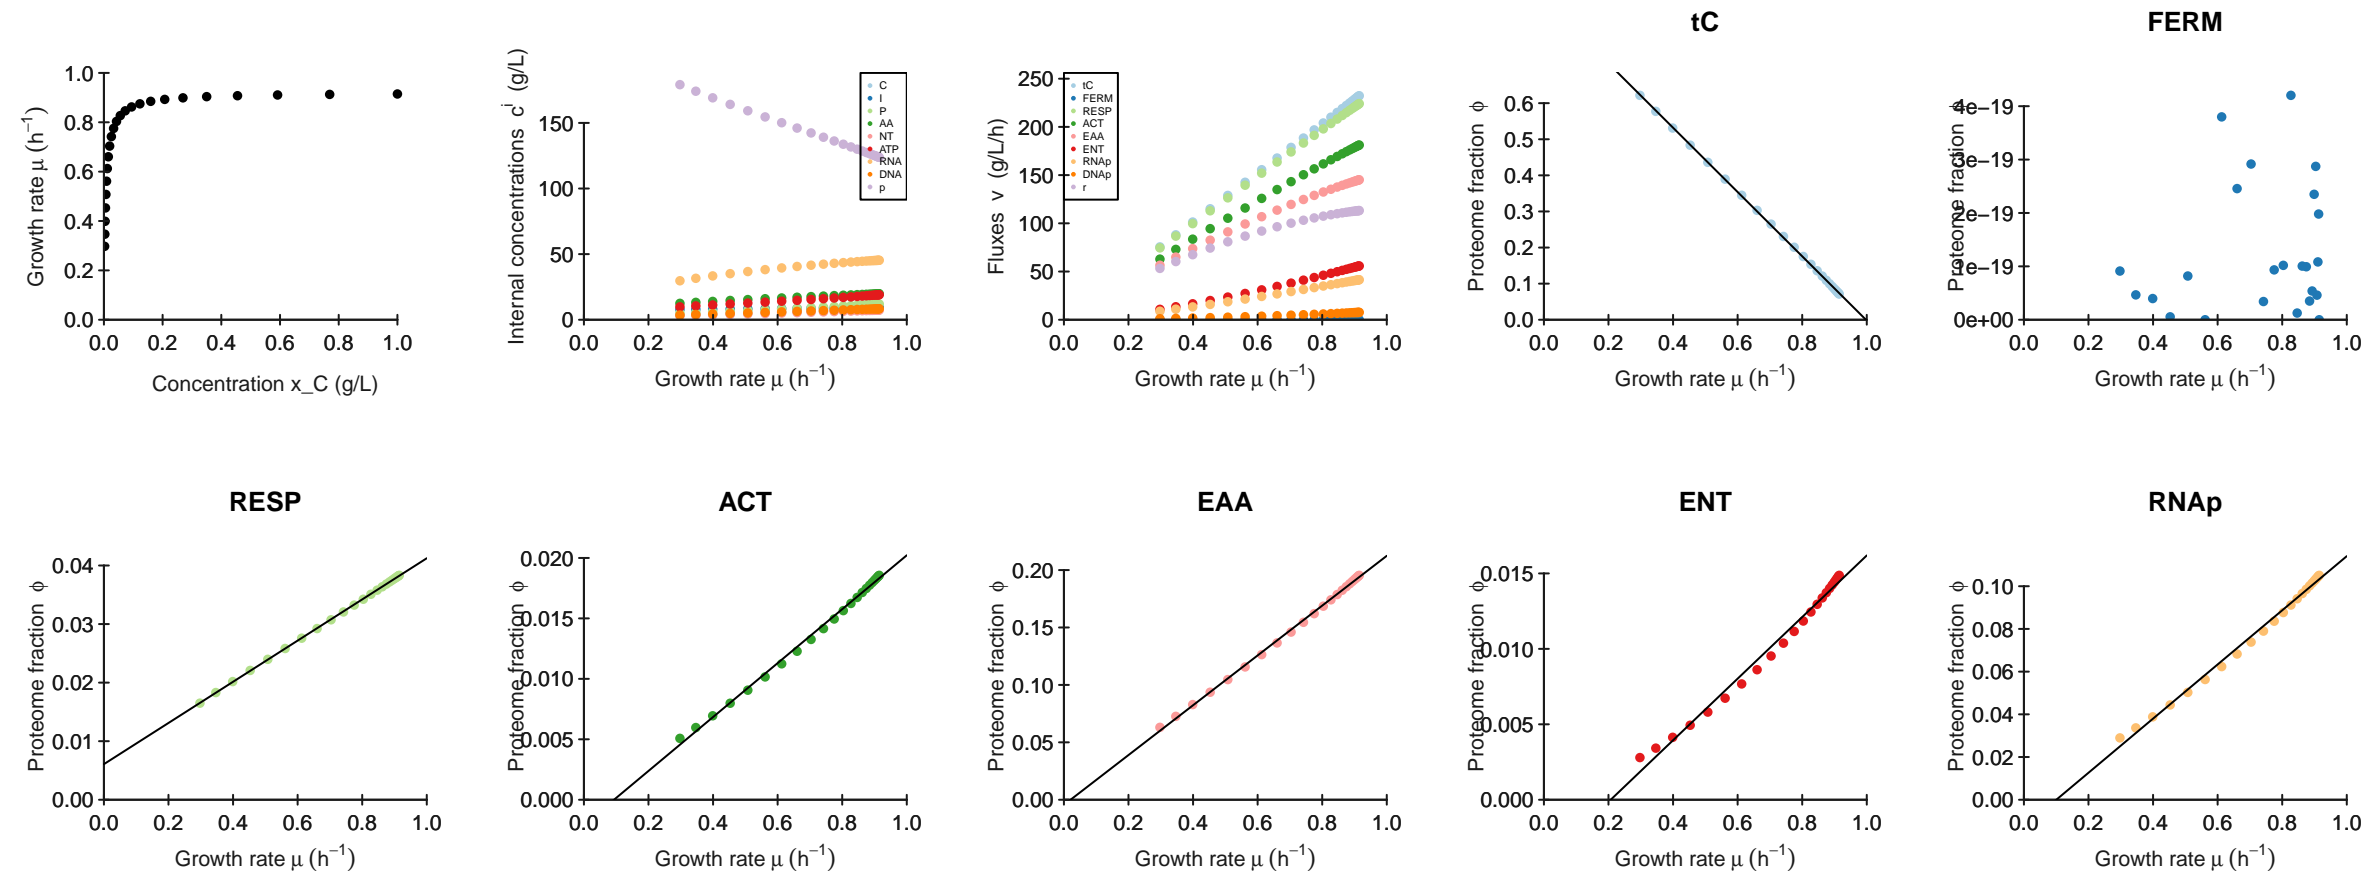 tC
FERM
Growth rate μ (h⁻¹)
1.0
0.8
0.6
0.4
0.2
0.0
0.0 0.2 0.4 0.6 0.8 1.0
Concentration x_C (g/L)
Internal concentrations cⁱ (g/L)
150
100
50
0
C
I
P
AA
NT
ATP
RNA
DNA
p
0.0 0.2 0.4 0.6 0.8 1.0
Growth rate μ (h⁻¹)
Fluxes v (g/L/h)
250
200
150
100
50
0
tC
FERM
RESP
ACT
EAA
ENT
RNAp
DNAp
r
0.0 0.2 0.4 0.6 0.8 1.0
Growth rate μ (h⁻¹)
Proteome fraction ϕ
0.6
0.5
0.4
0.3
0.2
0.1
0.0
0.0 0.2 0.4 0.6 0.8 1.0
Growth rate μ (h⁻¹)
Proteome fraction ϕ
4e−19
3e−19
2e−19
1e−19
0e+00
0.0 0.2 0.4 0.6 0.8 1.0
Growth rate μ (h⁻¹)
RESP
ACT
EAA
ENT
RNAp
Proteome fraction ϕ
0.04
0.03
0.02
0.01
0.00
0.0 0.2 0.4 0.6 0.8 1.0
Growth rate μ (h⁻¹)
Proteome fraction ϕ
0.020
0.015
0.010
0.005
0.000
0.0 0.2 0.4 0.6 0.8 1.0
Growth rate μ (h⁻¹)
Proteome fraction ϕ
0.20
0.15
0.10
0.05
0.00
0.0 0.2 0.4 0.6 0.8 1.0
Growth rate μ (h⁻¹)
Proteome fraction ϕ
0.015
0.010
0.005
0.000
0.0 0.2 0.4 0.6 0.8 1.0
Growth rate μ (h⁻¹)
Proteome fraction ϕ
0.10
0.08
0.06
0.04
0.02
0.00
0.0 0.2 0.4 0.6 0.8 1.0
Growth rate μ (h⁻¹)